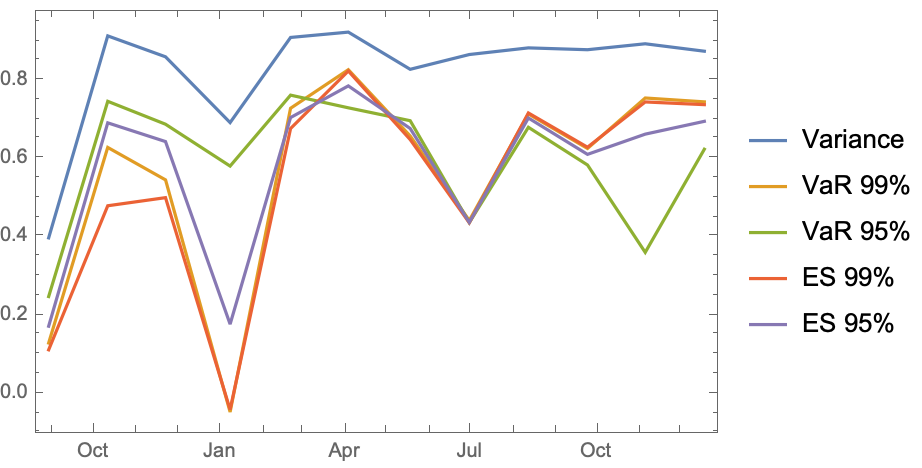 0.8
0.6
0.4
0.2
0.0
Oct Jan Apr Jul Oct
Variance
VaR 99%
VaR 95%
ES 99%
ES 95%